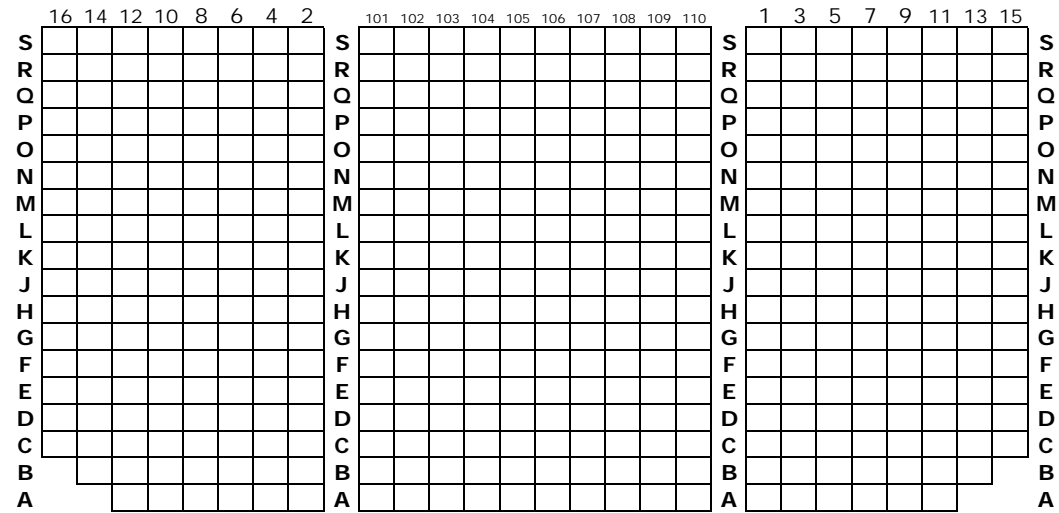 16 14 12 10 8 6 4 2 101 102 103 104 105 106 107 108 109 110 1 3 5 7 9 11 13 15
S S S S
R R R R
Q Q Q Q
P P P P
O O O O
N N N N
M M M M
L L L L
K K K K
J J J J
H H H H
G G G G
F F F F
E E E E
D D D D
C C C C
B B B B
A A A A